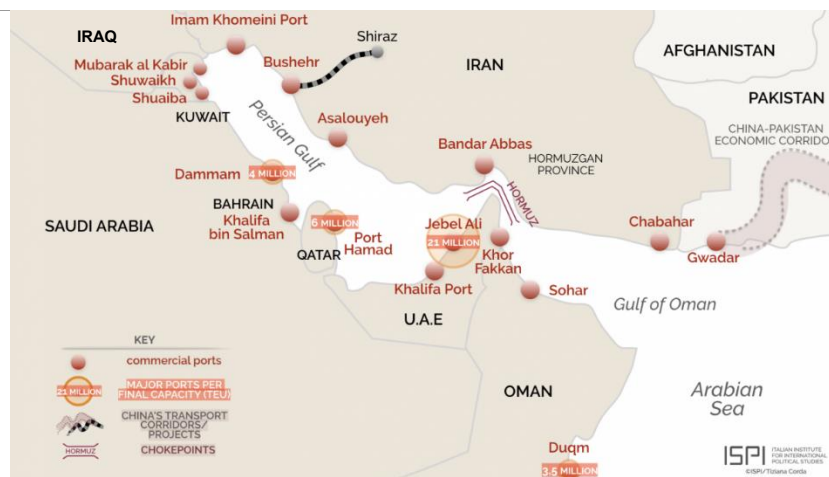 Imam Khomeini Port
IRAQ
Shiraz
AFGHANISTAN
Mubarak al Kabir
Bushehr
IRAN
Shuwaikh
Shuaiba
PAKISTAN
KUWAIT
Persian Gulf
Asalouyeh
CHINA-PAKISTAN
ECONOMIC CORRIDO
Bandar Abbas
HORMUZGAN
PROVINCE
Dammam
4 MILLION
HORMUZ
BAHRAIN
Khalifa
bin Salman
6 MILLION
Jebel Ali
21 MILLION
Chabahar
SAUDI ARABIA
Port
Hamad
QATAR
Khor
Fakkan
Gwadar
Khalifa Port
Sohar
Gulf of Oman
U.A.E
KEY
commercial ports
21 MILLION
MAJOR PORTS PER
FINAL CAPACITY (TEU)
CHINA'S TRANSPORT
CORRIDORS/
PROJECTS
HORMUZ
CHOKEPOINTS
OMAN
Arabian
Sea
Duqm
3.5 MILLION
ISPI
ITALIAN INSTITUTE
FOR INTERNATIONAL
POLITICAL STUDIES
©ISPI/Tiziana Corda